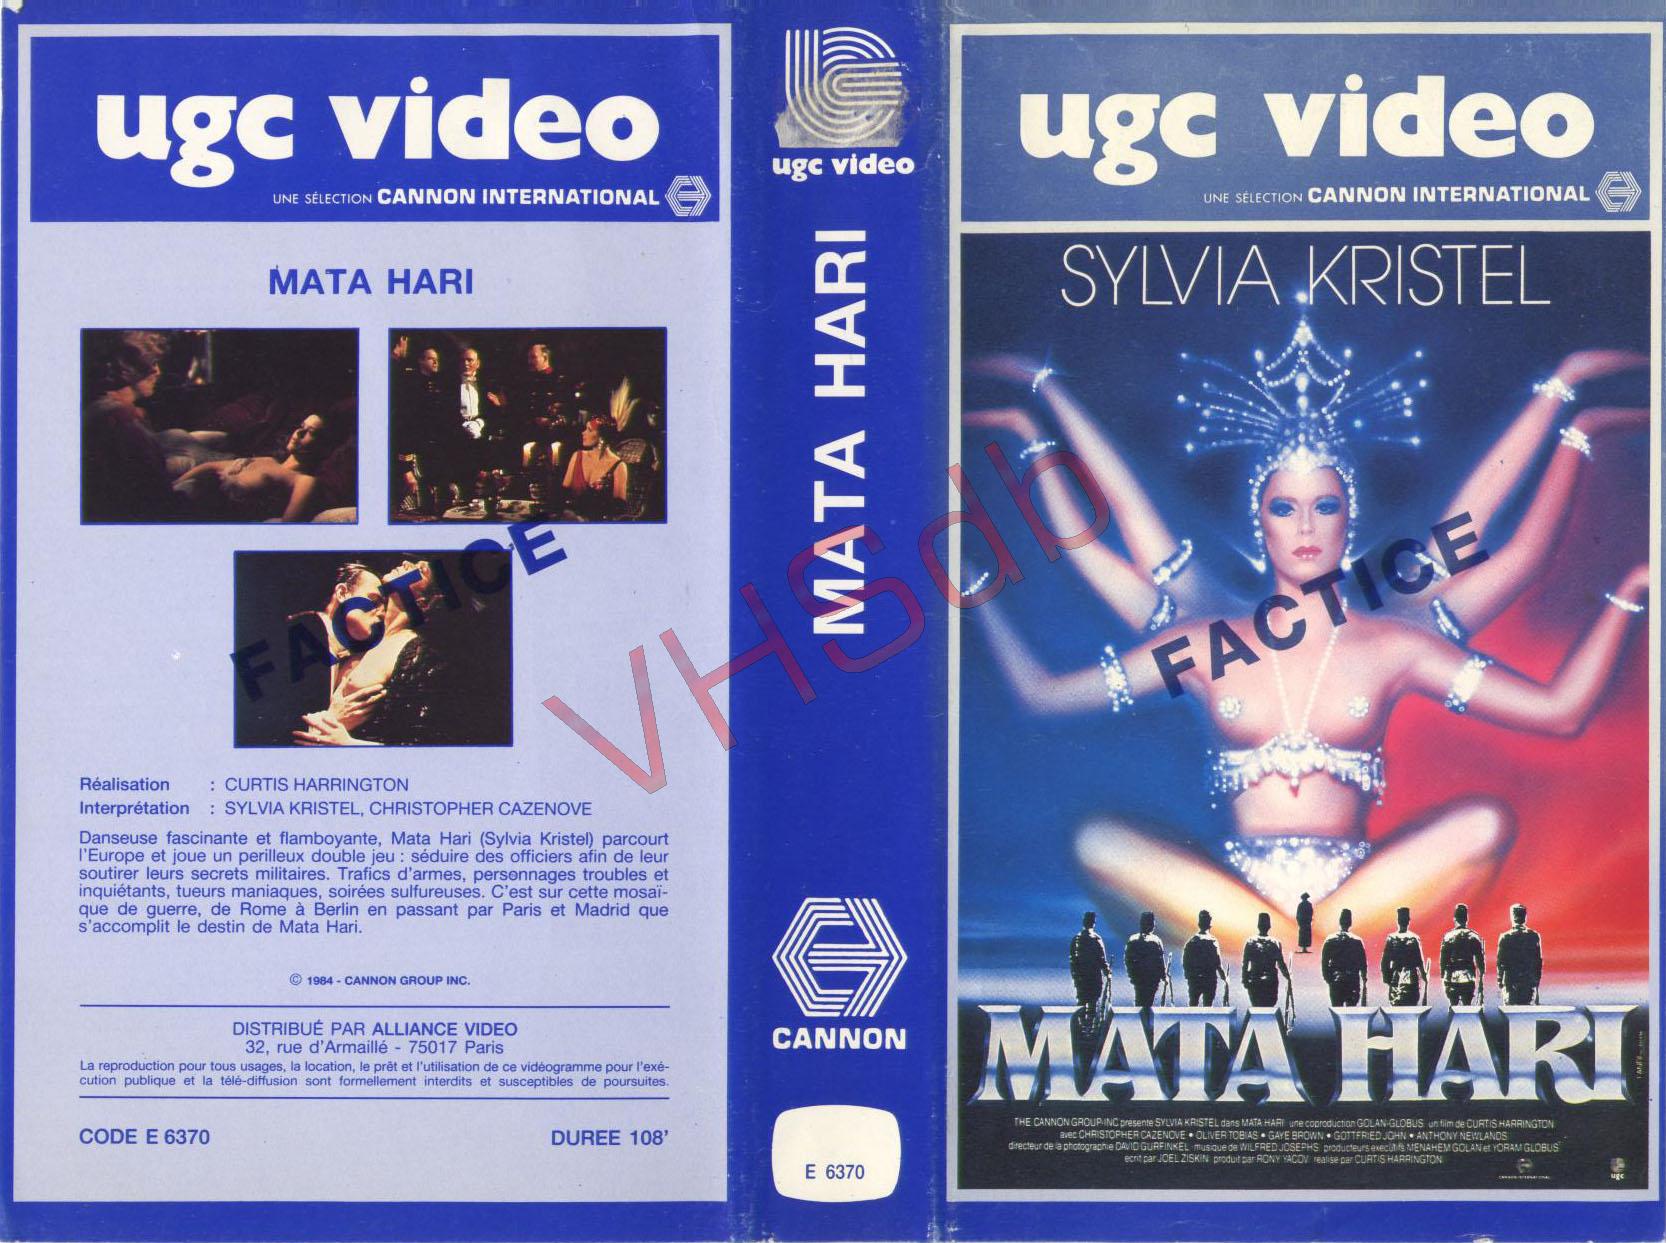 ugc video
UNE SÉLECTION CANNON INTERNATIONAL
MATA HARI
FACTICE
Réalisation : CURTIS HARRINGTON
Interprétation : SYLVIA KRISTEL, CHRISTOPHER CAZENOVE
Danseuse fascinante et flamboyante, Mata Hari (Sylvia Kristel) parcourt
l'Europe et joue un perilleux double jeu : séduire des officiers afin de leur
soutirer leurs secrets militaires. Trafics d'armes, personnages troubles et
inquiétants, tueurs maniaques, soirées sulfureuses. C'est sur cette mosaï-
que de guerre, de Rome à Berlin en passant par Paris et Madrid que
s'accomplit le destin de Mata Hari.
© 1984 - CANNON GROUP INC.
DISTRIBUÉ PAR ALLIANCE VIDEO
32, rue d'Armaillé - 75017 Paris
La reproduction pour tous usages, la location, le prêt et l'utilisation de ce vidéogramme pour l'exé-
cution publique et la télé-diffusion sont formellement interdits et susceptibles de poursuites.
CODE E 6370
DUREE 108'
ugc video
MATA HARI
VHSdb
CANNON
E 6370
ugc video
UNE SÉLECTION CANNON INTERNATIONAL
SYLVIA KRISTEL
FACTICE
MATA HARI
THE CANNON GROUP-INC presente SYLVIA KRISTEL dans MATA HARI une coproduction GOLAN-GLOBUS un film de CURTIS HARRINGTON
avec CHRISTOPHER CAZENOVE • OLIVER TOBIAS • GAYE BROWN • GOTTFRIED JOHN • ANTHONY NEWLANDS
directeur de la photographie DAVID GURFINKEL musique de WILFRED JOSEPHS producteurs executifs MENAHEM GOLAN et YORAM GLOBUS
ecrit par JOEL ZISKIN produit par RONY YACOV realise par CURTIS HARRINGTON
CANNON INTERNATIONAL
ugc